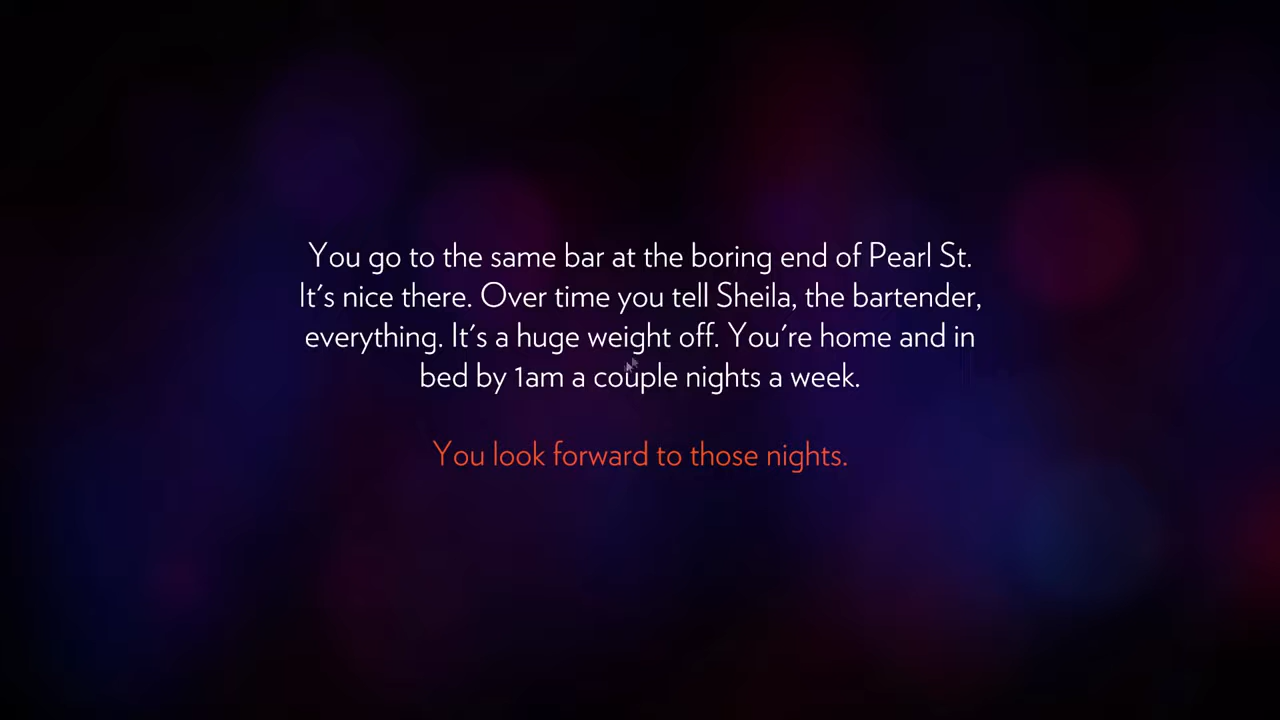 You go to the same bar at the boring end of Pearl St.
It's nice there. Over time you tell Sheila, the bartender,
everything. It's a huge weight off. You're home and in
bed by 1am a couple nights a week.
You look forward to those nights.